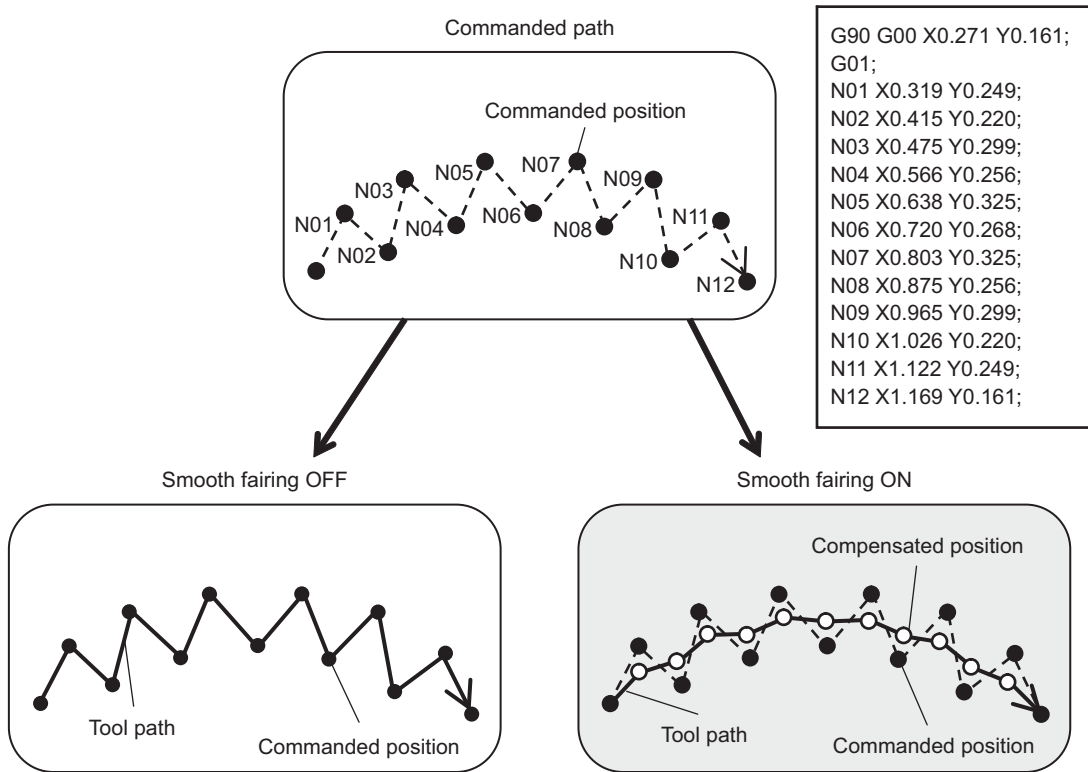 Commanded path
Commanded position
N01
N02
N03
N04
N05
N06
N07
N08
N09
N10
N11
N12
G90 G00 X0.271 Y0.161;
G01;
N01 X0.319 Y0.249;
N02 X0.415 Y0.220;
N03 X0.475 Y0.299;
N04 X0.566 Y0.256;
N05 X0.638 Y0.325;
N06 X0.720 Y0.268;
N07 X0.803 Y0.325;
N08 X0.875 Y0.256;
N09 X0.965 Y0.299;
N10 X1.026 Y0.220;
N11 X1.122 Y0.249;
N12 X1.169 Y0.161;
Smooth fairing OFF
Tool path
Commanded position
Smooth fairing ON
Compensated position
Tool path
Commanded position